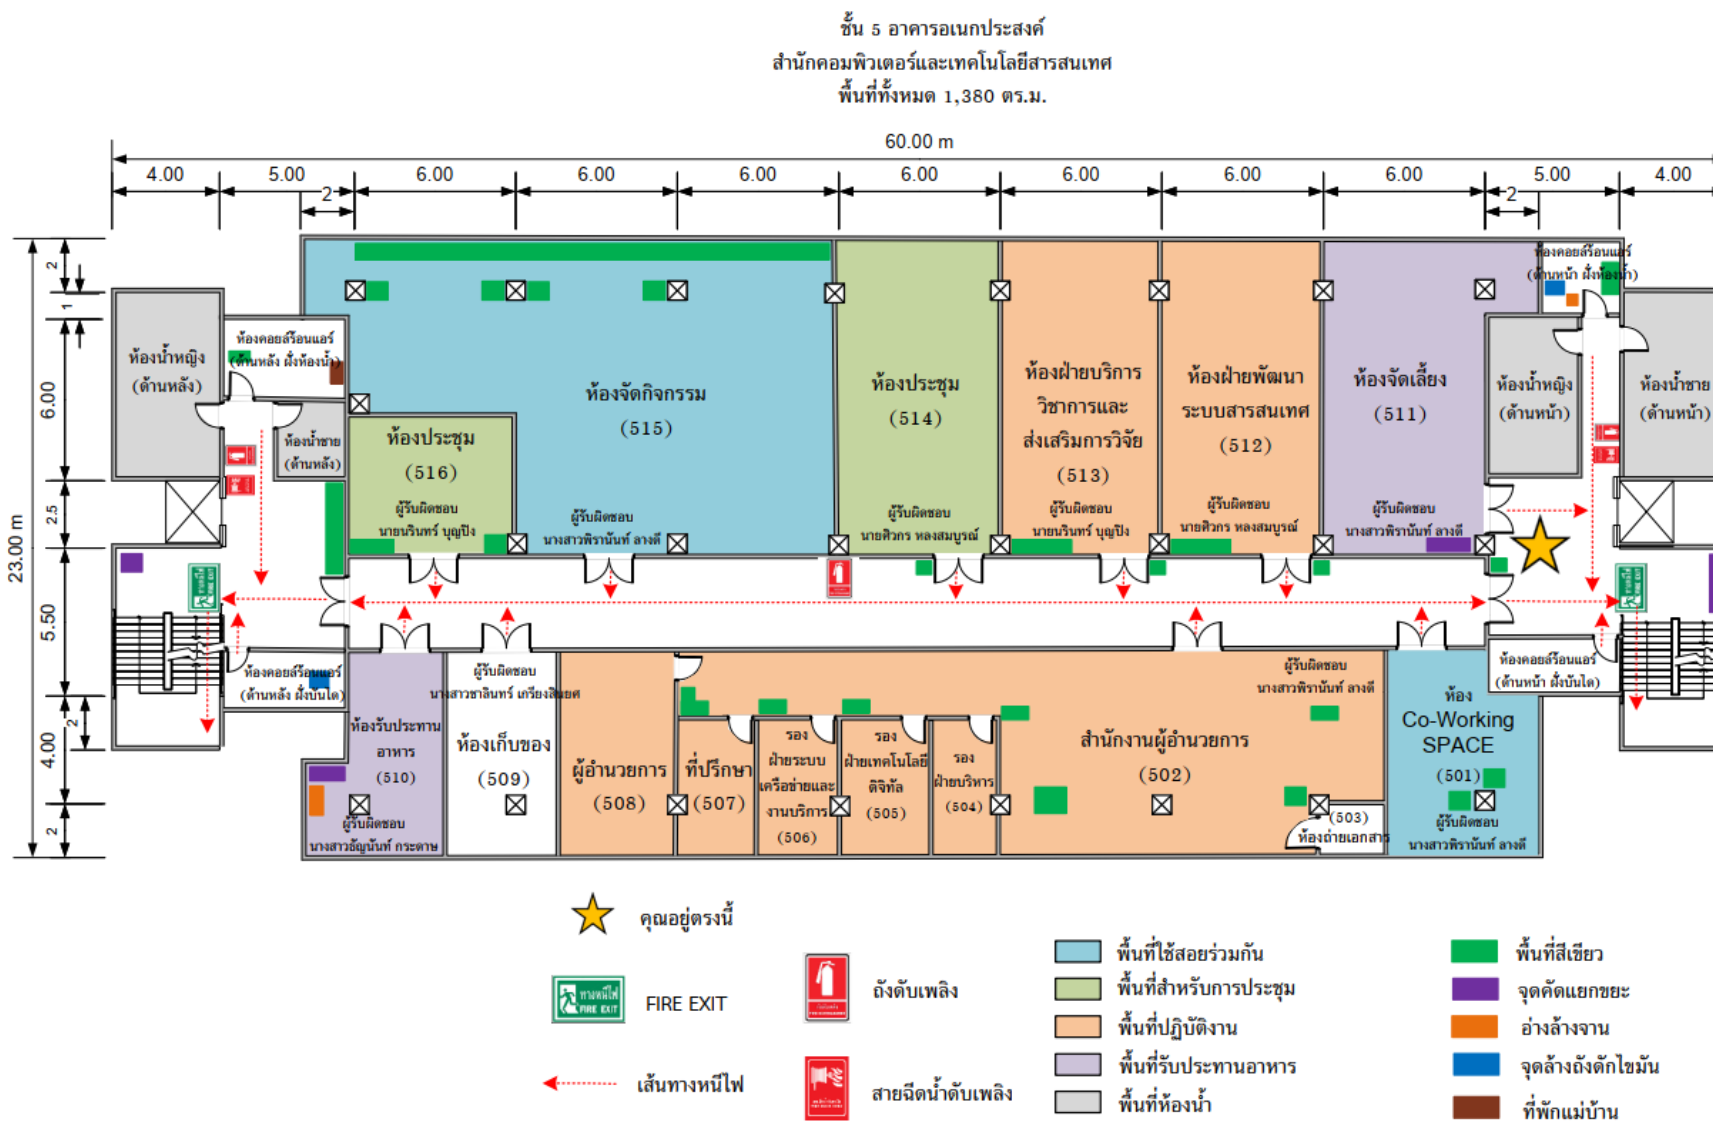 ชั้น 5 อาคารอเนกประสงค์
สำนักคอมพิวเตอร์และเทคโนโลยีสารสนเทศ
พื้นที่ทั้งหมด 1,380 ตร.ม.
60.00 m
4.00
5.00
6.00
6.00
6.00
6.00
6.00
6.00
6.00
5.00
4.00
2
2
23.00 m
2
1
6.00
2.5
5.50
2
4.00
2
ห้องน้ำหญิง
(ด้านหลัง)
ห้องคอยล์ร้อนแอร์
(ด้านหลัง ฝั่งห้องน้ำ)
ห้องน้ำชาย
(ด้านหลัง)
ห้องประชุม
(516)
ผู้รับผิดชอบ
นายนรินทร์ บุญปิง
ห้องจัดกิจกรรม
(515)
ผู้รับผิดชอบ
นางสาวพิรานันท์ ลางดี
ห้องประชุม
(514)
ผู้รับผิดชอบ
นายศิวกร หลงสมบูรณ์
ห้องฝ่ายบริการ
วิชาการและ
ส่งเสริมการวิจัย
(513)
ผู้รับผิดชอบ
นายนรินทร์ บุญปิง
ห้องฝ่ายพัฒนา
ระบบสารสนเทศ
(512)
ผู้รับผิดชอบ
นายศิวกร หลงสมบูรณ์
ห้องจัดเลี้ยง
(511)
ผู้รับผิดชอบ
นางสาวพิรานันท์ ลางดี
ห้องคอยล์ร้อนแอร์
(ด้านหน้า ฝั่งห้องน้ำ)
ห้องน้ำหญิง
(ด้านหน้า)
ห้องน้ำชาย
(ด้านหน้า)
ห้องคอยล์ร้อนแอร์
(ด้านหลัง ฝั่งบันได)
ห้องรับประทาน
อาหาร
(510)
ผู้รับผิดชอบ
นางสาวธัญนันท์ กระดาษ
ผู้รับผิดชอบ
นางสาวชาลินทร์ เกรียงสินยศ
ห้องเก็บของ
(509)
ผู้อำนวยการ
(508)
ที่ปรึกษา
(507)
รอง
ฝ่ายระบบ
เครือข่ายและ
งานบริการ
(506)
รอง
ฝ่ายเทคโนโลยี
ดิจิทัล
(505)
รอง
ฝ่ายบริหาร
(504)
ผู้รับผิดชอบ
นางสาวพิรานันท์ ลางดี
สำนักงานผู้อำนวยการ
(502)
(503)
ห้องถ่ายเอกสาร
ห้อง
Co-Working
SPACE
(501)
ผู้รับผิดชอบ
นางสาวพิรานันท์ ลางดี
ห้องคอยล์ร้อนแอร์
(ด้านหน้า ฝั่งบันได)
คุณอยู่ตรงนี้
ทางหนีไฟ
FIRE EXIT
FIRE EXIT
เส้นทางหนีไฟ
ถังดับเพลิง
สายฉีดน้ำดับเพลิง
พื้นที่ใช้สอยร่วมกัน
พื้นที่สำหรับการประชุม
พื้นที่ปฏิบัติงาน
พื้นที่รับประทานอาหาร
พื้นที่ห้องน้ำ
พื้นที่สีเขียว
จุดคัดแยกขยะ
อ่างล้างจาน
จุดล้างถังดักไขมัน
ที่พักแม่บ้าน